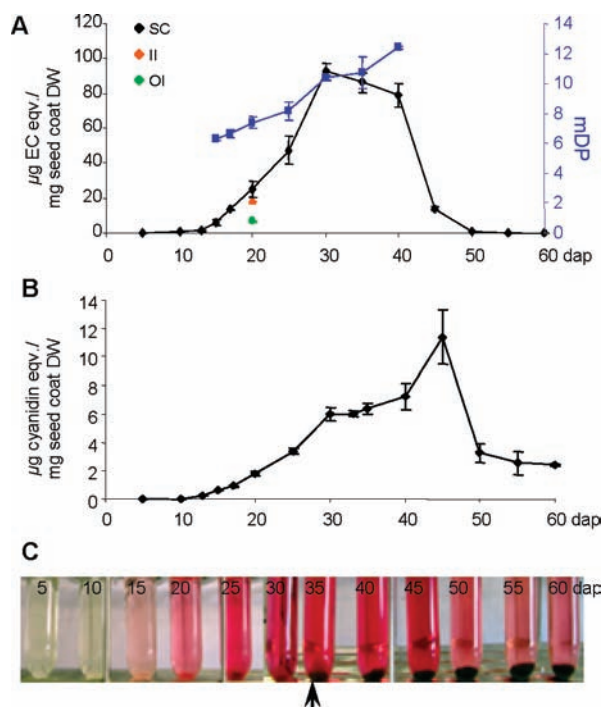 A
SC
II
OI
µg EC eqv./
mg seed coat DW
120
100
80
60
40
20
0
14
12
10
8
6
4
2
0
mDP
0 10 20 30 40 50 60 dap
B
µg cyanidin eqv./
mg seed coat DW
14
12
10
8
6
4
2
0
0 10 20 30 40 50 60 dap
C
5 10 15 20 25 30 35 40 45 50 55 60 dap